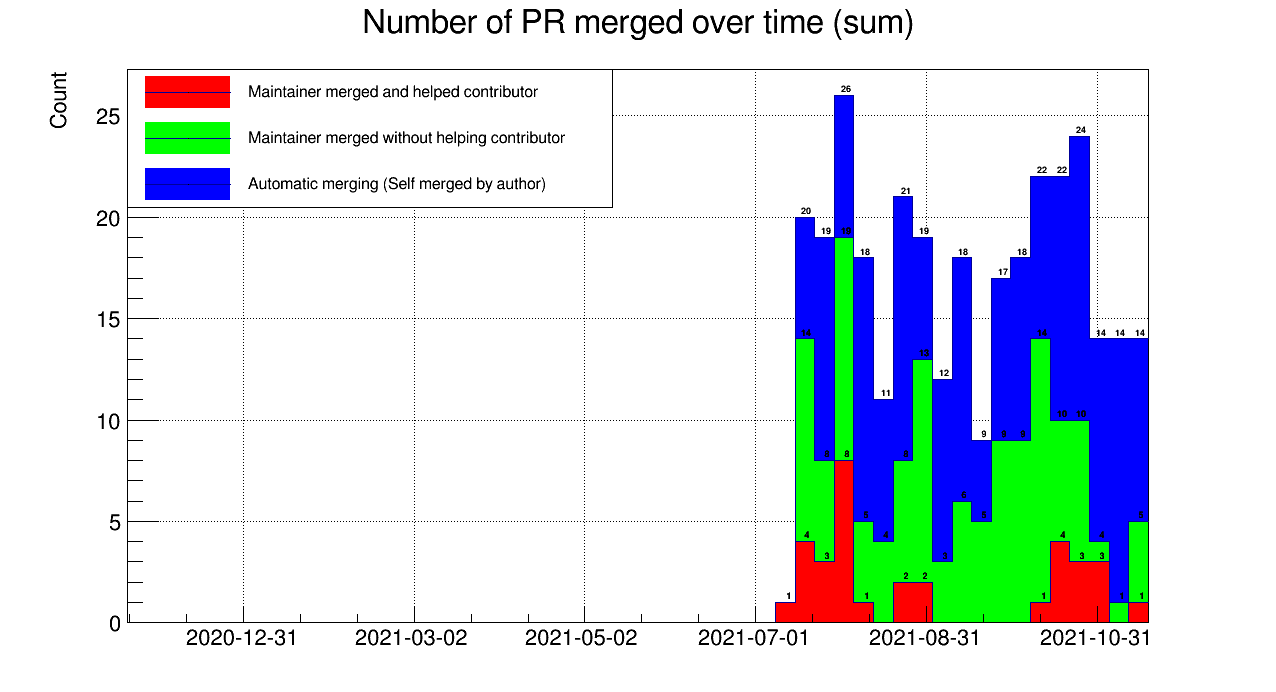 Number of PR merged over time (sum)
Count
Maintainer merged and helped contributor
Maintainer merged without helping contributor
Automatic merging (Self merged by author)
25
20
15
10
5
0
26
24
22 22
21
20
19 19 19
18 18 18
17
14 14 14 14 14
13
12
11
10 10
9 9 9
8 8 8
6
5 5 5
4 4 4 4
3 3 3 3 3
2 2
1 1 1 1 1
2020-12-31 2021-03-02 2021-05-02 2021-07-01 2021-08-31 2021-10-31